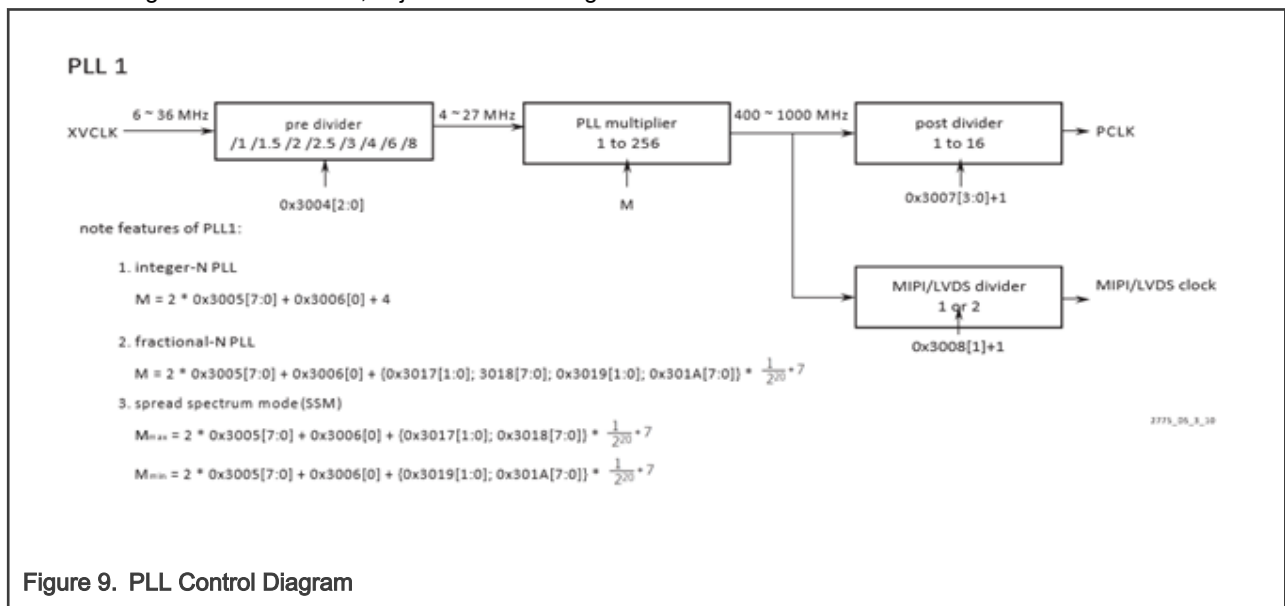 PLL 1
6 ~ 36 MHz
XVCLK
pre divider
/1 /1.5 /2 /2.5 /3 /4 /6 /8
0x3004[2:0]
4 ~ 27 MHz
PLL multiplier
1 to 256
M
400 ~ 1000 MHz
post divider
1 to 16
PCLK
0x3007[3:0]+1
MIPI/LVDS divider
1 or 2
MIPI/LVDS clock
0x3008[1]+1
note features of PLL1:
1. integer-N PLL
M = 2 * 0x3005[7:0] + 0x3006[0] + 4
2. fractional-N PLL
M = 2 * 0x3005[7:0] + 0x3006[0] + {0x3017[1:0]; 3018[7:0]; 0x3019[1:0]; 0x301A[7:0]} * 1/2²⁰ + 7
3. spread spectrum mode (SSM)
Mmax = 2 * 0x3005[7:0] + 0x3006[0] + {0x3017[1:0]; 0x3018[7:0]} * 1/2²⁰ + 7
Mmin = 2 * 0x3005[7:0] + 0x3006[0] + {0x3019[1:0]; 0x301A[7:0]} * 1/2²⁰ + 7
2775_DS_3_10
Figure 9. PLL Control Diagram